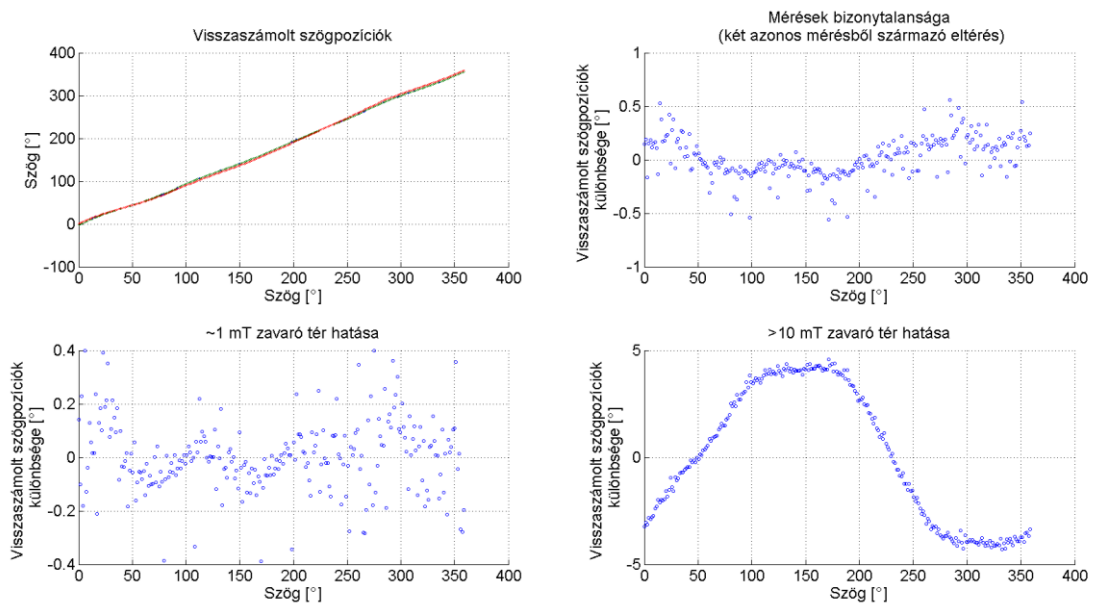 Visszaszámolt szögpozíciók
400
300
200
100
0
-100
Szög [°]
0 50 100 150 200 250 300 350 400
Szög [°]
Mérések bizonytalansága
(két azonos mérésből származó eltérés)
1
0.5
0
-0.5
-1
Visszaszámolt szögpozíciók
különbsége [°]
0 50 100 150 200 250 300 350 400
Szög [°]
~1 mT zavaró tér hatása
0.4
0.2
0
-0.2
-0.4
Visszaszámolt szögpozíciók
különbsége [°]
0 50 100 150 200 250 300 350 400
Szög [°]
>10 mT zavaró tér hatása
5
0
-5
Visszaszámolt szögpozíciók
különbsége [°]
0 50 100 150 200 250 300 350 400
Szög [°]